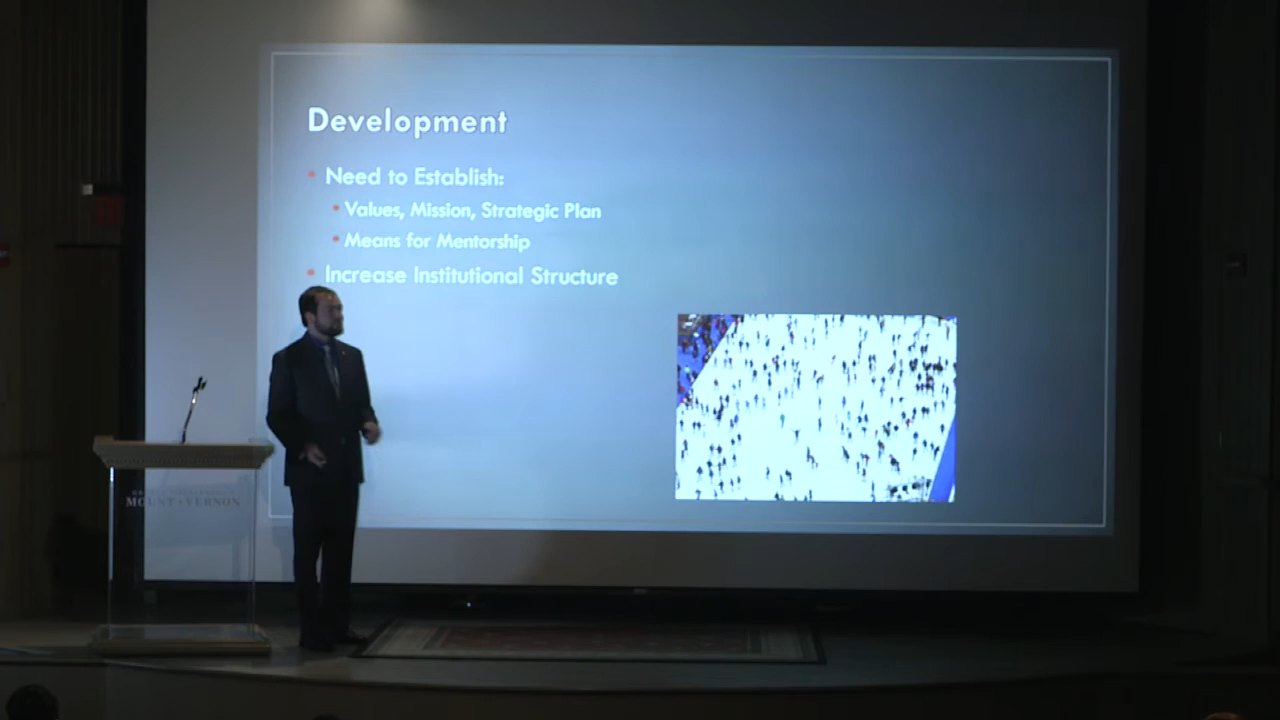 Development
Need to Establish:
Values, Mission, Strategic Plan
Means for Mentorship
Increase Institutional Structure
MOUNT VERNON